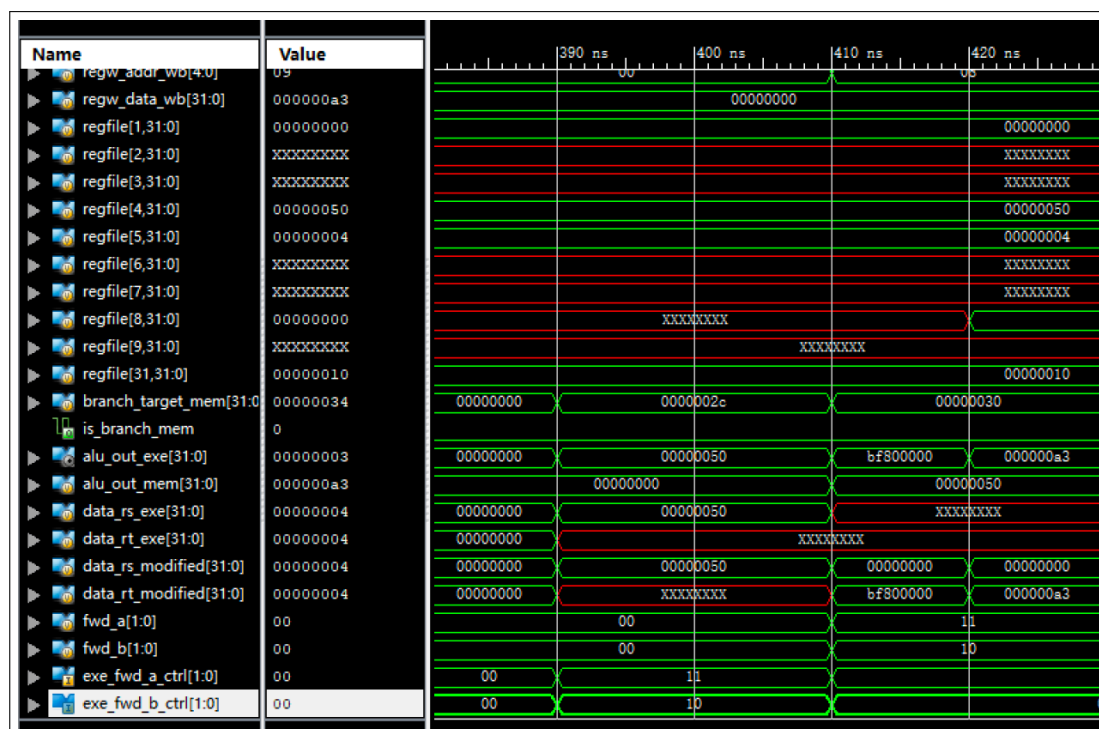 Name Value 390 ns 400 ns 410 ns 420 ns
regw_addr_wb[4:0] 09 00 08
regw_data_wb[31:0] 000000a3 00000000
regfile[1,31:0] 00000000 00000000
regfile[2,31:0] XXXXXXXX XXXXXXXX
regfile[3,31:0] XXXXXXXX XXXXXXXX
regfile[4,31:0] 00000050 00000050
regfile[5,31:0] 00000004 00000004
regfile[6,31:0] XXXXXXXX XXXXXXXX
regfile[7,31:0] XXXXXXXX XXXXXXXX
regfile[8,31:0] 00000000 XXXXXXXX
regfile[9,31:0] XXXXXXXX XXXXXXXX
regfile[31,31:0] 00000010 00000010
branch_target_mem[31:0 00000034 00000000 0000002c 00000030
is_branch_mem 0
alu_out_exe[31:0] 00000003 00000000 00000050 bf800000 000000a3
alu_out_mem[31:0] 000000a3 00000000 00000050
data_rs_exe[31:0] 00000004 00000000 00000050 XXXXXXXX
data_rt_exe[31:0] 00000004 00000000 XXXXXXXX
data_rs_modified[31:0] 00000004 00000000 00000050 00000000 00000000
data_rt_modified[31:0] 00000004 00000000 XXXXXXXX bf800000 000000a3
fwd_a[1:0] 00 00 11
fwd_b[1:0] 00 00 10
exe_fwd_a_ctrl[1:0] 00 00 11
exe_fwd_b_ctrl[1:0] 00 00 10